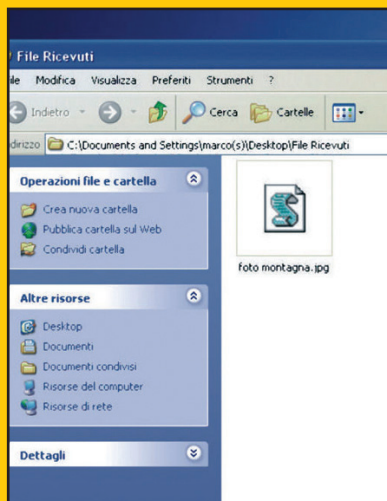 File Ricevuti
ile Modifica Visualizza Preferiti Strumenti ?
Indietro Cerca Cartelle
dirizzo C:\Documents and Settings\marco(s)\Desktop\File Ricevuti
Operazioni file e cartella
Crea nuova cartella
Pubblica cartella sul Web
Condividi cartella
foto montagna.jpg
Altre risorse
Desktop
Documenti
Documenti condivisi
Risorse del computer
Risorse di rete
Dettagli